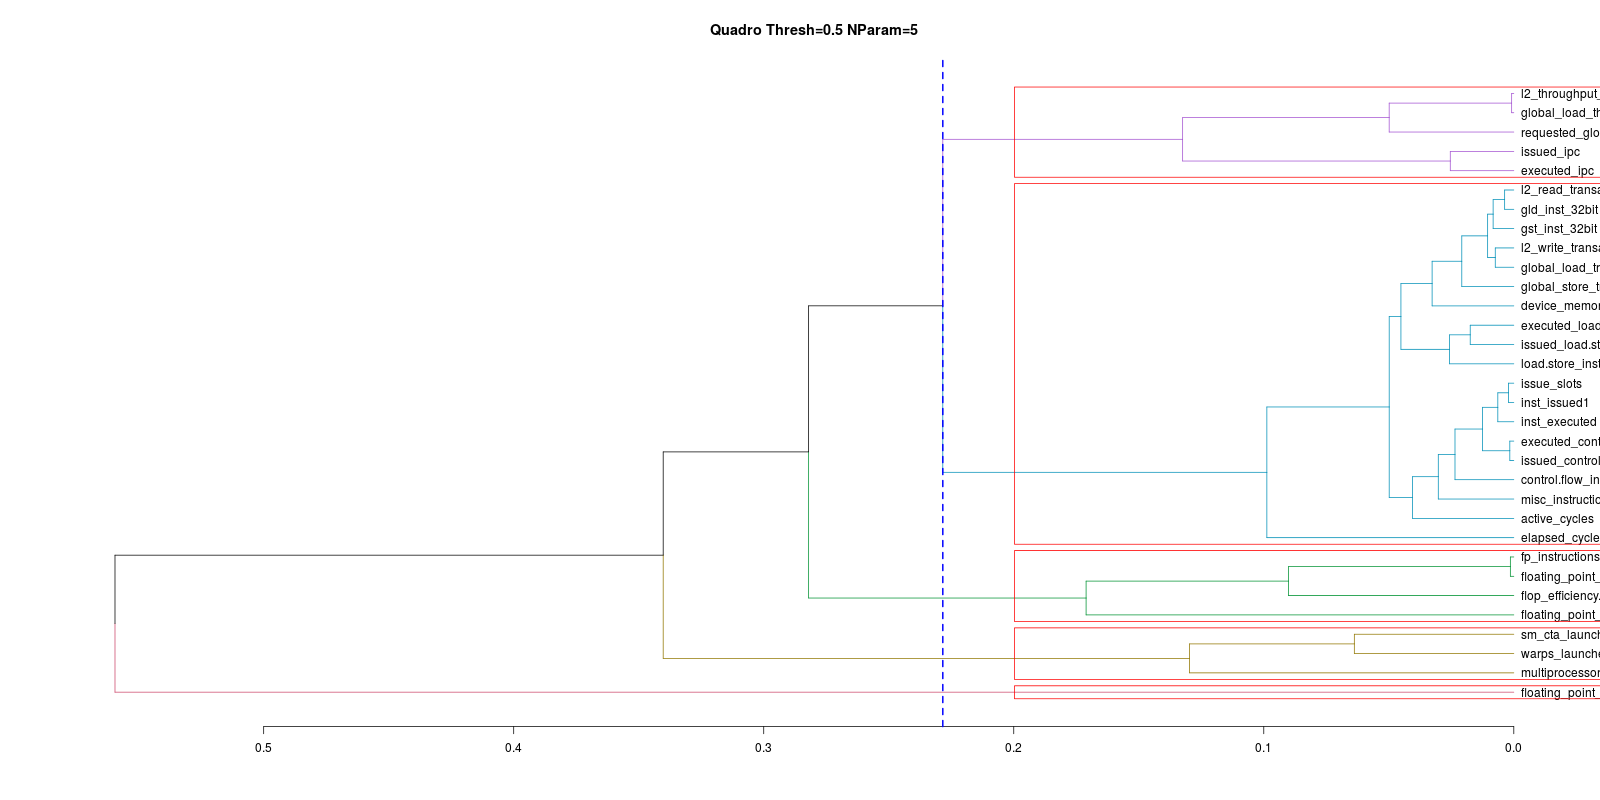 Quadro Thresh=0.5 NParam=5
l2_throughput_
global_load_th
requested_glo
issued_ipc
executed_ipc
l2_read_transa
gld_inst_32bit
gst_inst_32bit
l2_write_transa
global_load_tr
global_store_t
device_memor
executed_load
issued_load.st
load.store_inst
issue_slots
inst_issued1
inst_executed
executed_cont
issued_control
control.flow_in
misc_instructio
active_cycles
elapsed_cycle
fp_instructions
floating_point_
flop_efficiency.
floating_point_
sm_cta_launch
warps_launche
multiprocessor
floating_point_
0.5 0.4 0.3 0.2 0.1 0.0